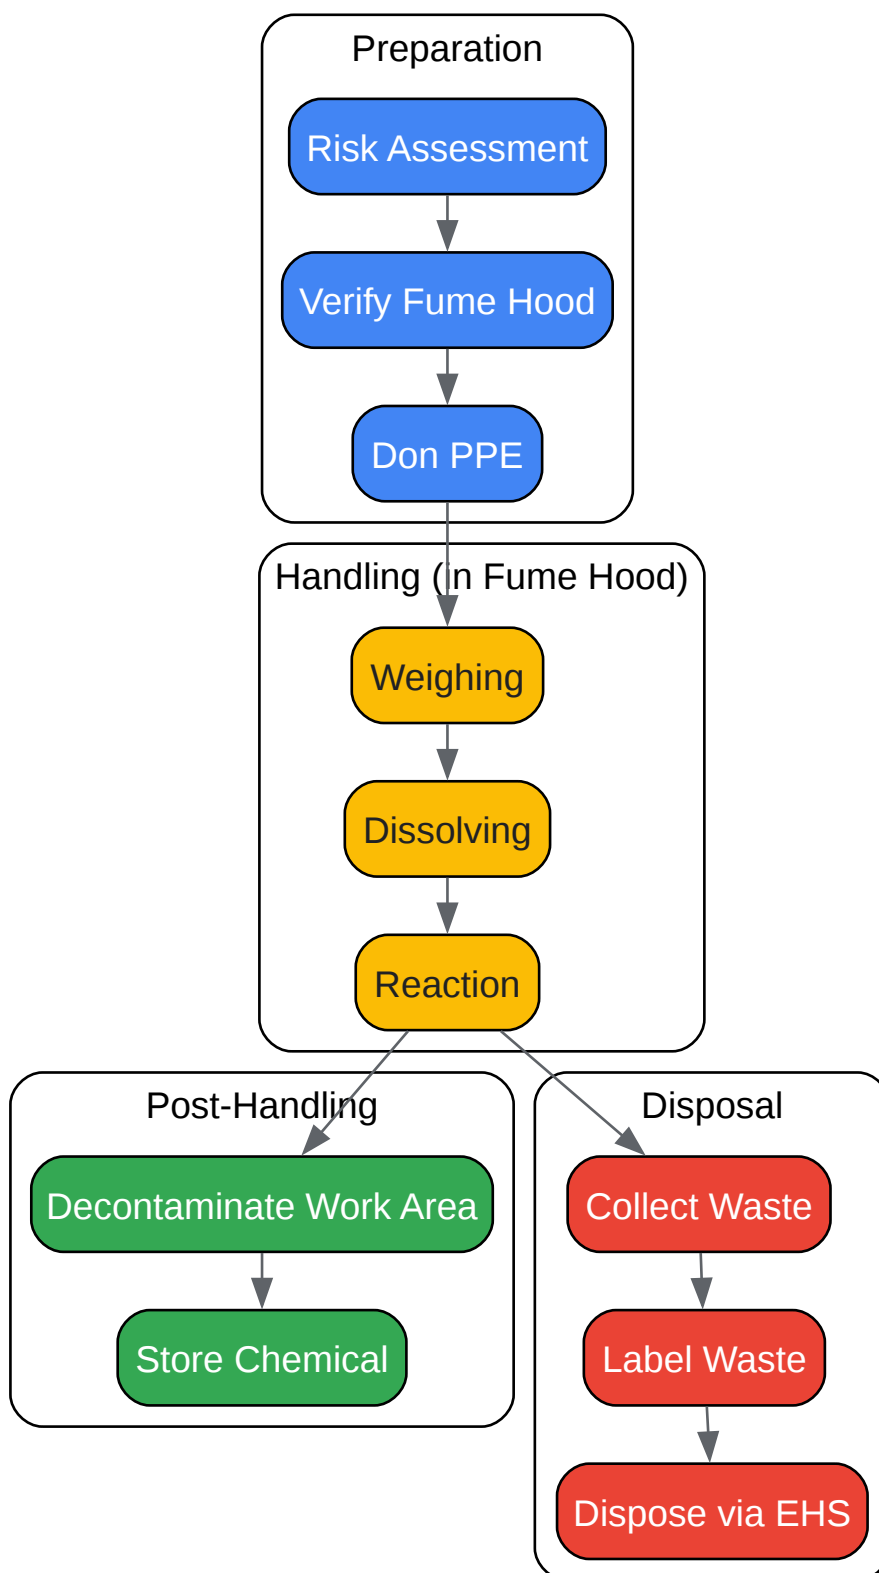 Preparation
Risk Assessment
Verify Fume Hood
Don PPE
Handling (in Fume Hood)
Weighing
Dissolving
Reaction
Post-Handling
Decontaminate Work Area
Store Chemical
Disposal
Collect Waste
Label Waste
Dispose via EHS